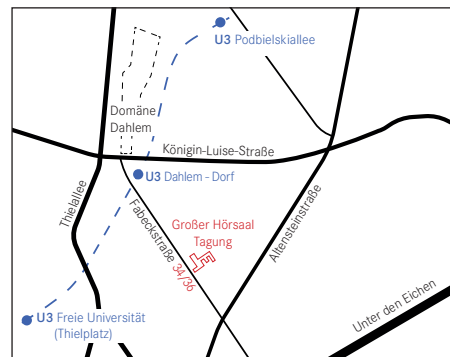 U3 Podbielskiallee
Domäne
Dahlem
Königin-Luise-Straße
U3 Dahlem - Dorf
Thielallee
Fabeckstraße 34/36
Großer Hörsaal
Tagung
Altensteinstraße
Unter den Eichen
U3 Freie Universität
(Thielplatz)